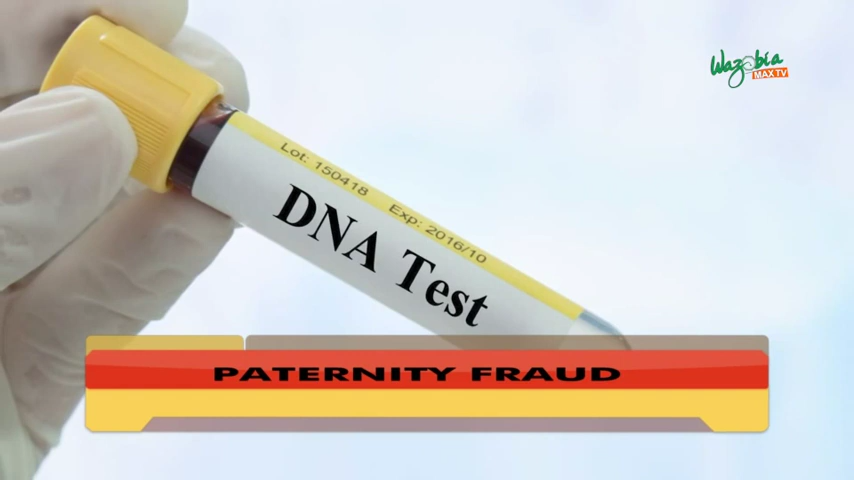 Wazobia
MAX TV
Lot: 150418 Exp: 2016/10
DNA Test
PATERNITY FRAUD